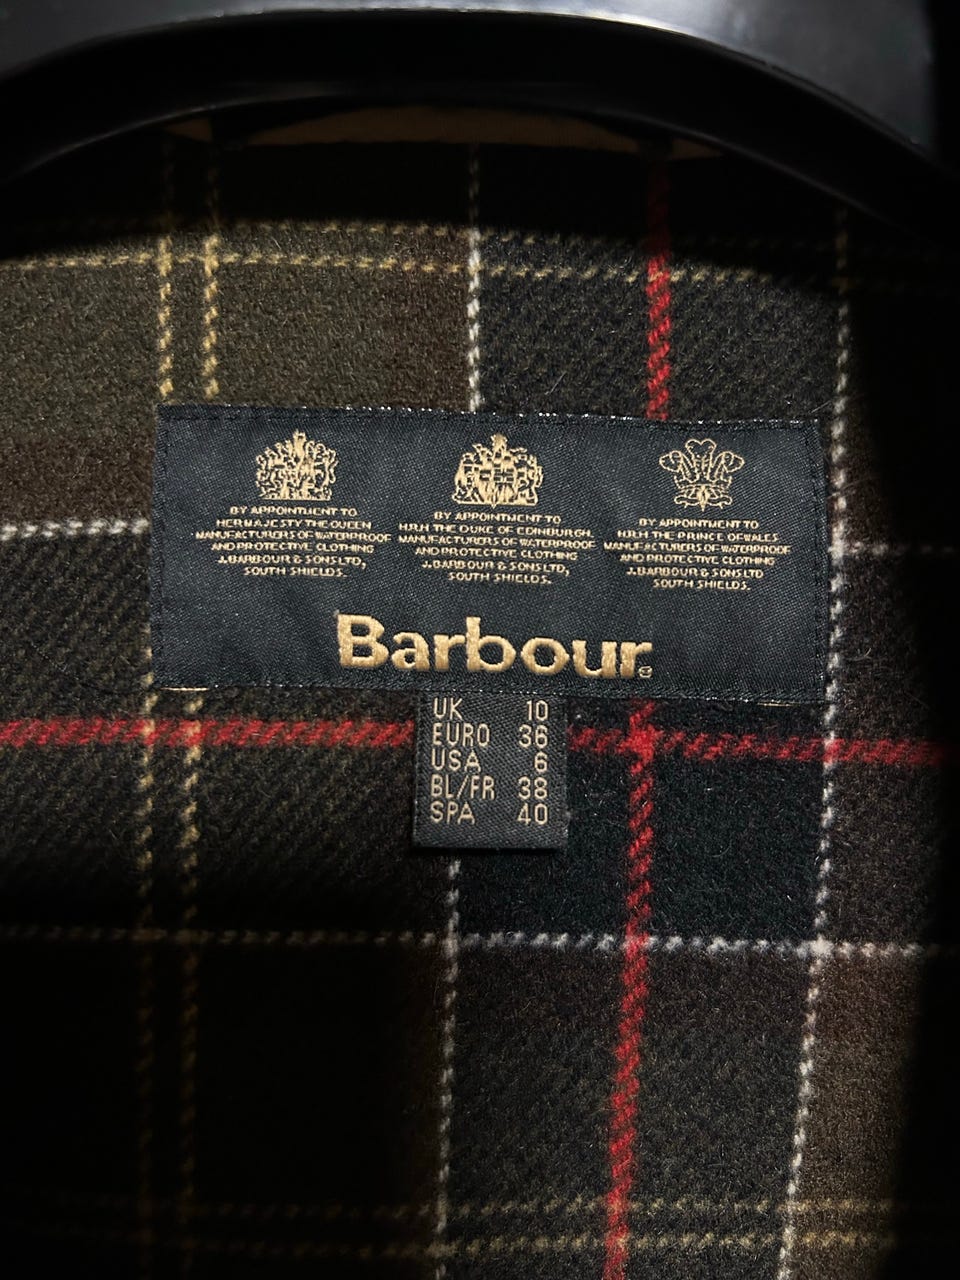 BY APPOINTMENT TO
HER MAJESTY THE QUEEN
MANUFACTURERS OF WATERPROOF
AND PROTECTIVE CLOTHING
J.BARBOUR & SONS LTD,
SOUTH SHIELDS.
BY APPOINTMENT TO
H.R.H THE DUKE OF EDINBURGH
MANUFACTURERS OF WATERPROOF
AND PROTECTIVE CLOTHING
J.BARBOUR & SONS LTD,
SOUTH SHIELDS.
BY APPOINTMENT TO
H.R.H THE PRINCE OF WALES
MANUFACTURERS OF WATERPROOF
AND PROTECTIVE CLOTHING
J.BARBOUR & SONS LTD
SOUTH SHIELDS.
Barbour
UK 10
EURO 36
USA 6
BL/FR 38
SPA 40